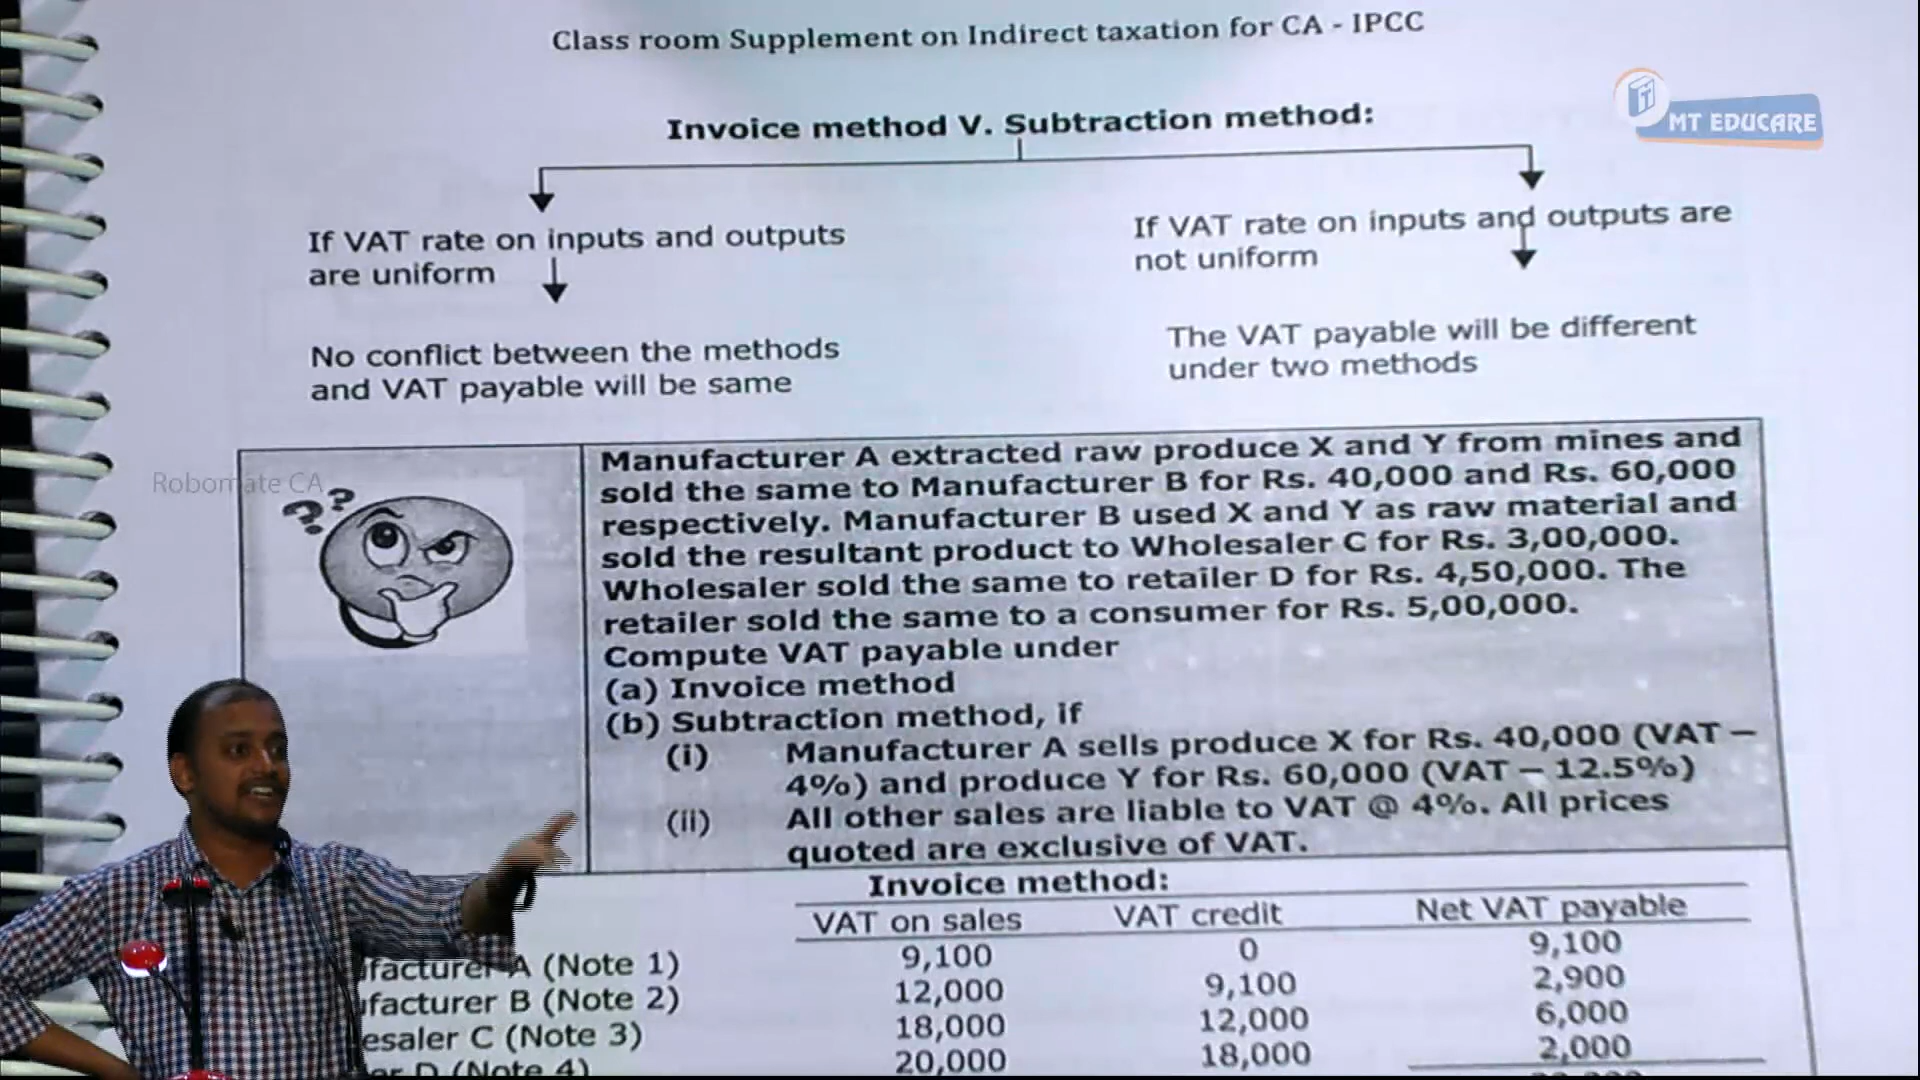 Class room Supplement on Indirect taxation for CA - IPCC
MT EDUCARE
Invoice method V. Subtraction method:
If VAT rate on inputs and outputs
are uniform
If VAT rate on inputs and outputs are
not uniform
No conflict between the methods
and VAT payable will be same
The VAT payable will be different
under two methods
Robomate CA
? ?
Manufacturer A extracted raw produce X and Y from mines and
sold the same to Manufacturer B for Rs. 40,000 and Rs. 60,000
respectively. Manufacturer B used X and Y as raw material and
sold the resultant product to Wholesaler C for Rs. 3,00,000.
Wholesaler sold the same to retailer D for Rs. 4,50,000. The
retailer sold the same to a consumer for Rs. 5,00,000.
Compute VAT payable under
(a) Invoice method
(b) Subtraction method, if
(i) Manufacturer A sells produce X for Rs. 40,000 (VAT –
4%) and produce Y for Rs. 60,000 (VAT – 12.5%)
(ii) All other sales are liable to VAT @ 4%. All prices
quoted are exclusive of VAT.
Invoice method:
VAT on sales VAT credit Net VAT payable
facturer A (Note 1) 9,100 0 9,100
facturer B (Note 2) 12,000 9,100 2,900
esaler C (Note 3) 18,000 12,000 6,000
er D (Note 4) 20,000 18,000 2,000